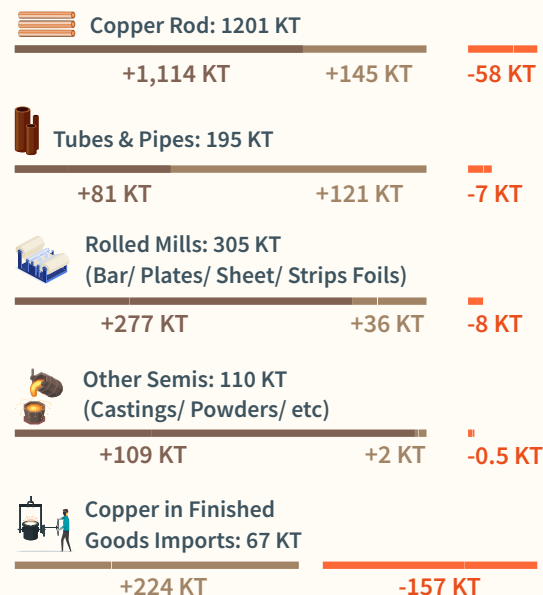 Copper Rod: 1201 KT
+1,114 KT +145 KT -58 KT
Tubes & Pipes: 195 KT
+81 KT +121 KT -7 KT
Rolled Mills: 305 KT
(Bar/ Plates/ Sheet/ Strips Foils)
+277 KT +36 KT -8 KT
Other Semis: 110 KT
(Castings/ Powders/ etc)
+109 KT +2 KT -0.5 KT
Copper in Finished
Goods Imports: 67 KT
+224 KT -157 KT